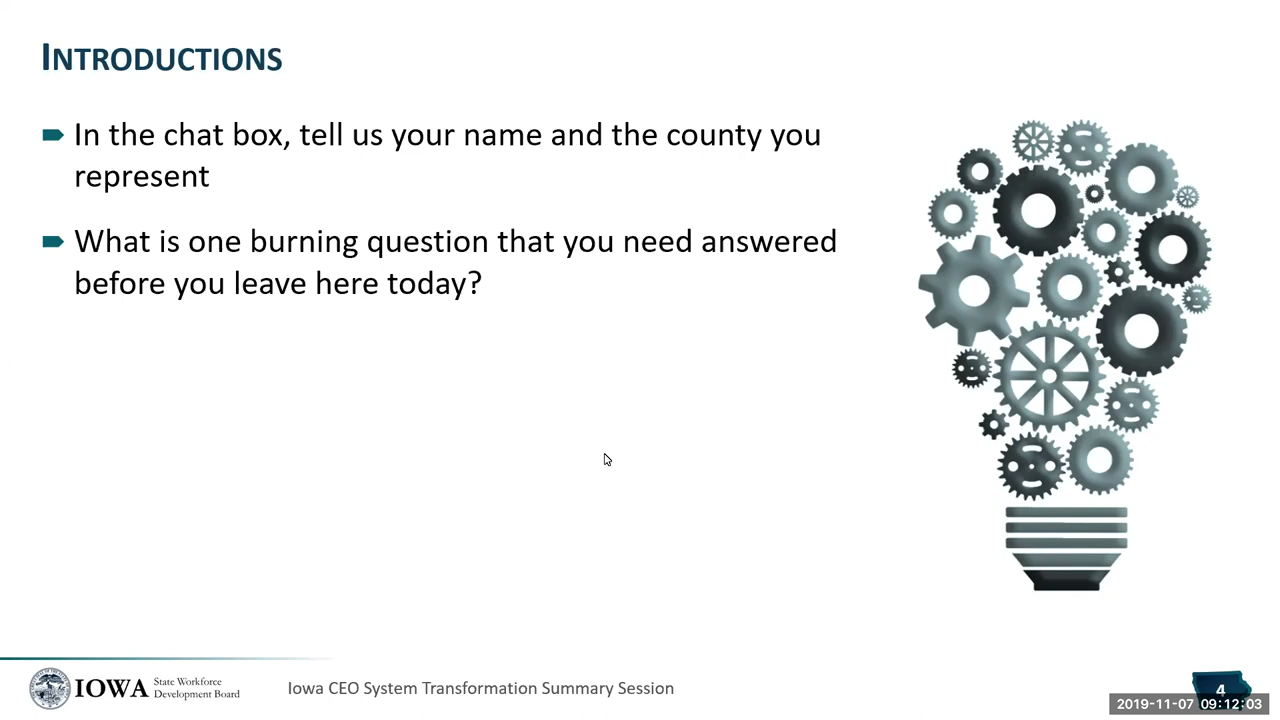 INTRODUCTIONS
In the chat box, tell us your name and the county you
represent
What is one burning question that you need answered
before you leave here today?
IOWA
State Workforce
Development Board
Iowa CEO System Transformation Summary Session
4
2019-11-07 09:12:03